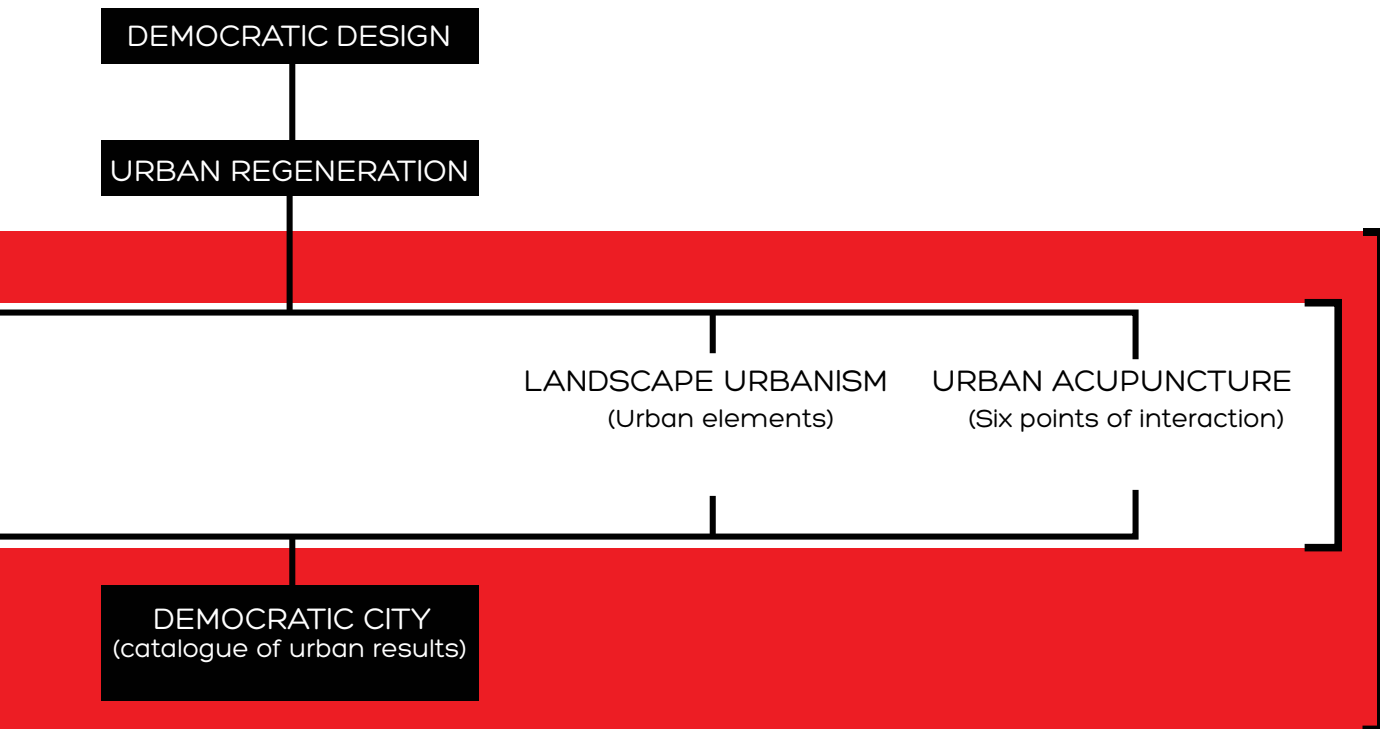 DEMOCRATIC DESIGN
URBAN REGENERATION
LANDSCAPE URBANISM
(Urban elements)
URBAN ACUPUNCTURE
(Six points of interaction)
DEMOCRATIC CITY
(catalogue of urban results)